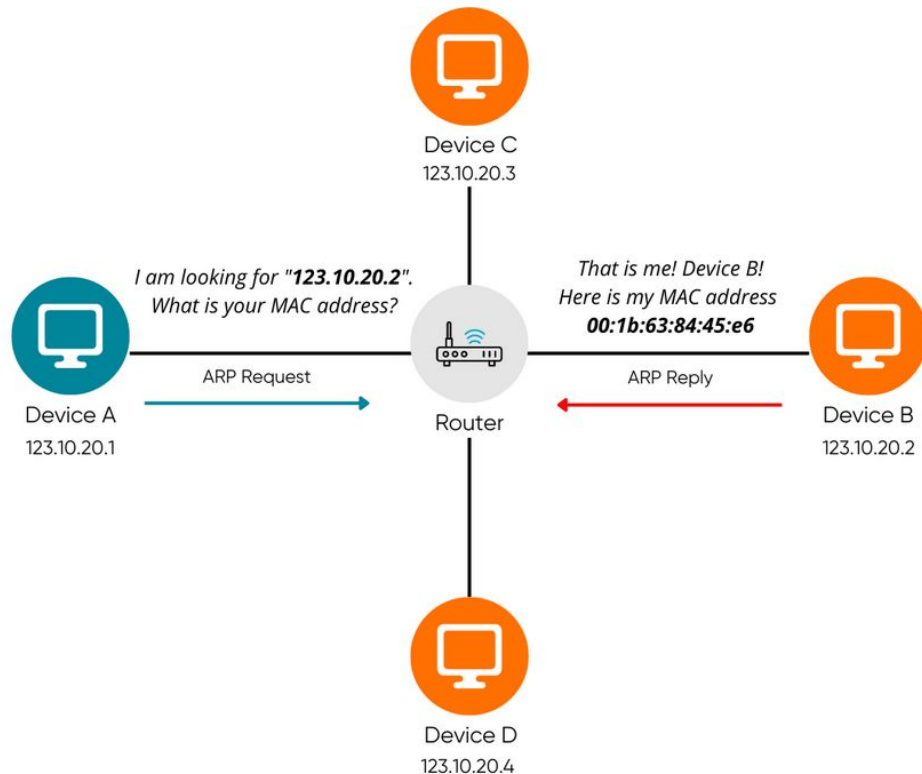 Device C
123.10.20.3
I am looking for "123.10.20.2".
What is your MAC address?
That is me! Device B!
Here is my MAC address
00:1b:63:84:45:e6
ARP Request
ARP Reply
Device A
123.10.20.1
Router
Device B
123.10.20.2
Device D
123.10.20.4